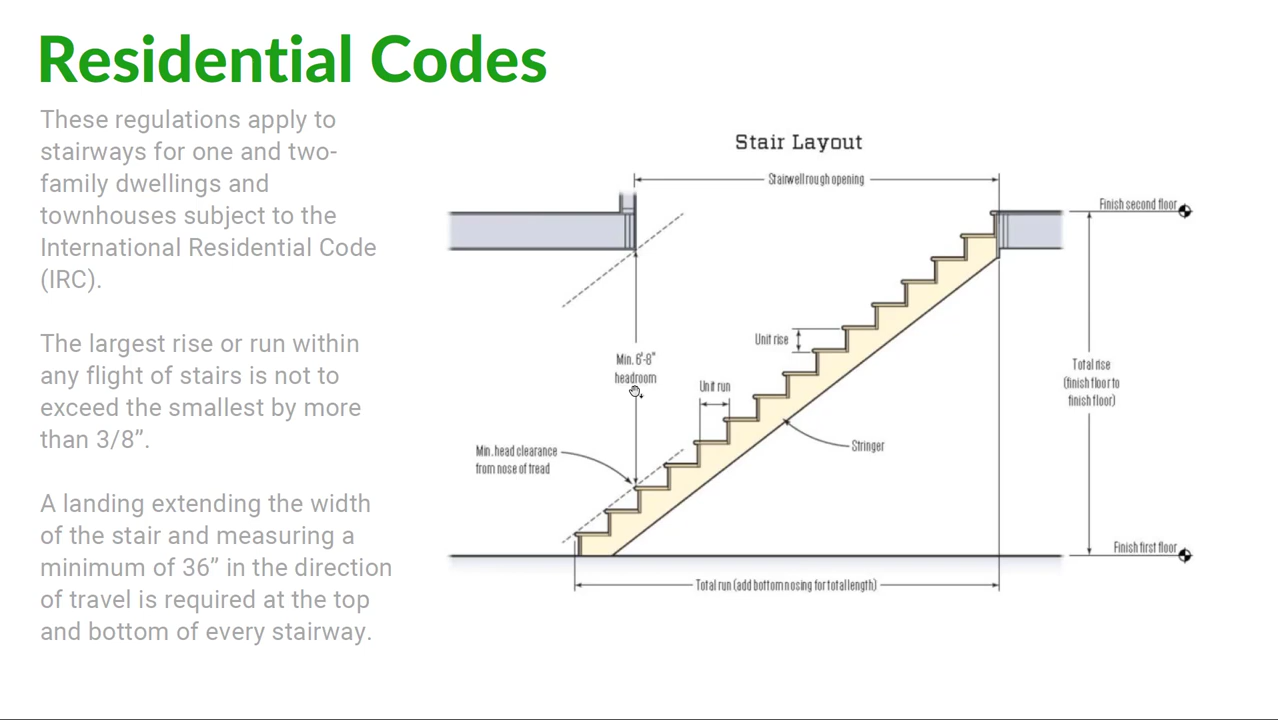 Residential Codes
These regulations apply to
stairways for one and two-
family dwellings and
townhouses subject to the
International Residential Code
(IRC).
The largest rise or run within
any flight of stairs is not to
exceed the smallest by more
than 3/8”.
A landing extending the width
of the stair and measuring a
minimum of 36” in the direction
of travel is required at the top
and bottom of every stairway.
Stair Layout
Stairwell rough opening
Finish second floor
Unit rise
Min. 6'-8"
headroom
Unit run
Total rise
(finish floor to
finish floor)
Min. head clearance
from nose of tread
Stringer
Finish first floor
Total run (add bottom nosing for total length)